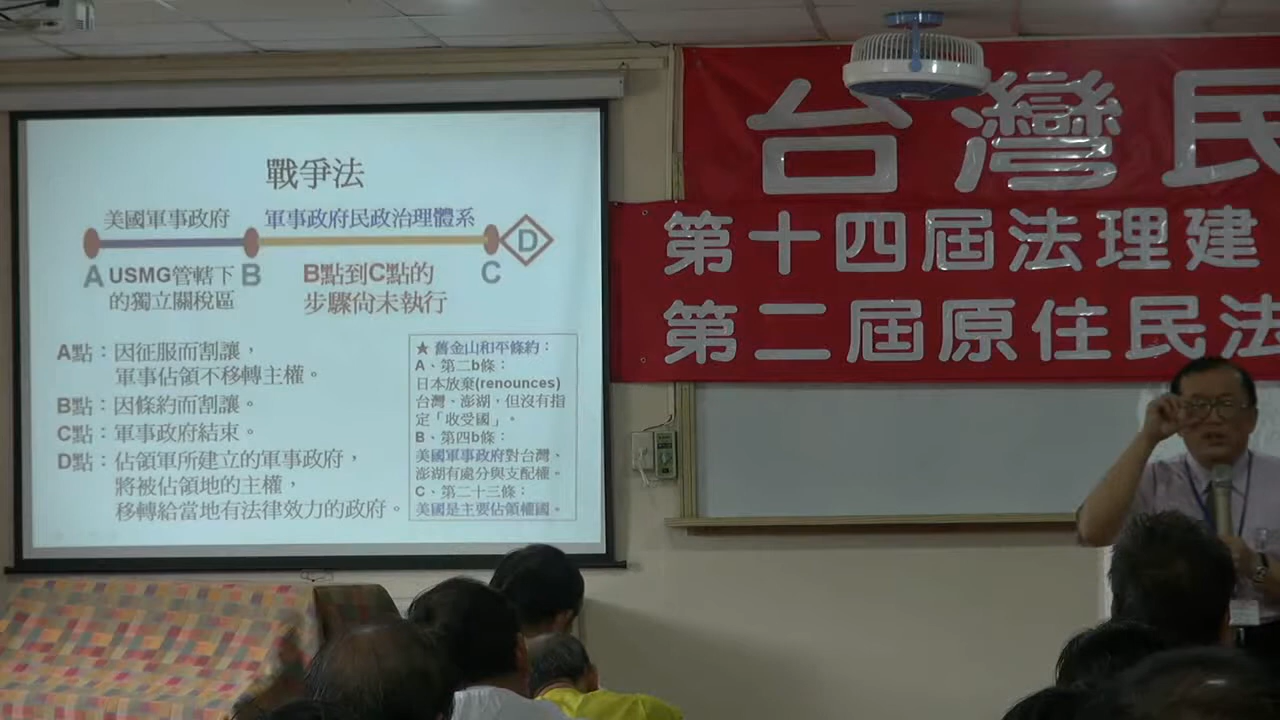 戰爭法
美國軍事政府 軍事政府民政治理體系
A B C D
USMG管轄下
的獨立關稅區
B點到C點的
步驟尚未執行
A點：因征服而割讓，
軍事佔領不移轉主權。
B點：因條約而割讓。
C點：軍事政府結束。
D點：佔領軍所建立的軍事政府，
將被佔領地的主權，
移轉給當地有法律效力的政府。
★ 舊金山和平條約：
A、第二b條：
日本放棄(renounces)
台灣、澎湖，但沒有指
定「收受國」。
B、第四b條：
美國軍事政府對台灣、
澎湖有處分與支配權。
C、第二十三條：
美國是主要佔領權國。
台灣民
第十四屆法理建
第二屆原住民法